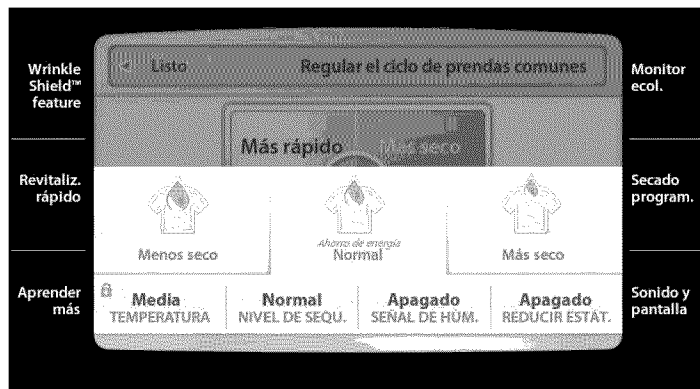 Wrinkle
Shield™
feature
Revitaliz.
rápido
Aprender
más
Listo
Regular el ciclo de prendas comunes
Más rápido
Más seco
Menos seco
Ahorro de energía
Normal
Más seco
Media
TEMPERATURA
Normal
NIVEL DE SEQU.
Apagado
SEÑAL DE HÚM.
Apagado
REDUCIR ESTÁT.
Monitor
ecol.
Secado
program.
Sonido y
pantalla